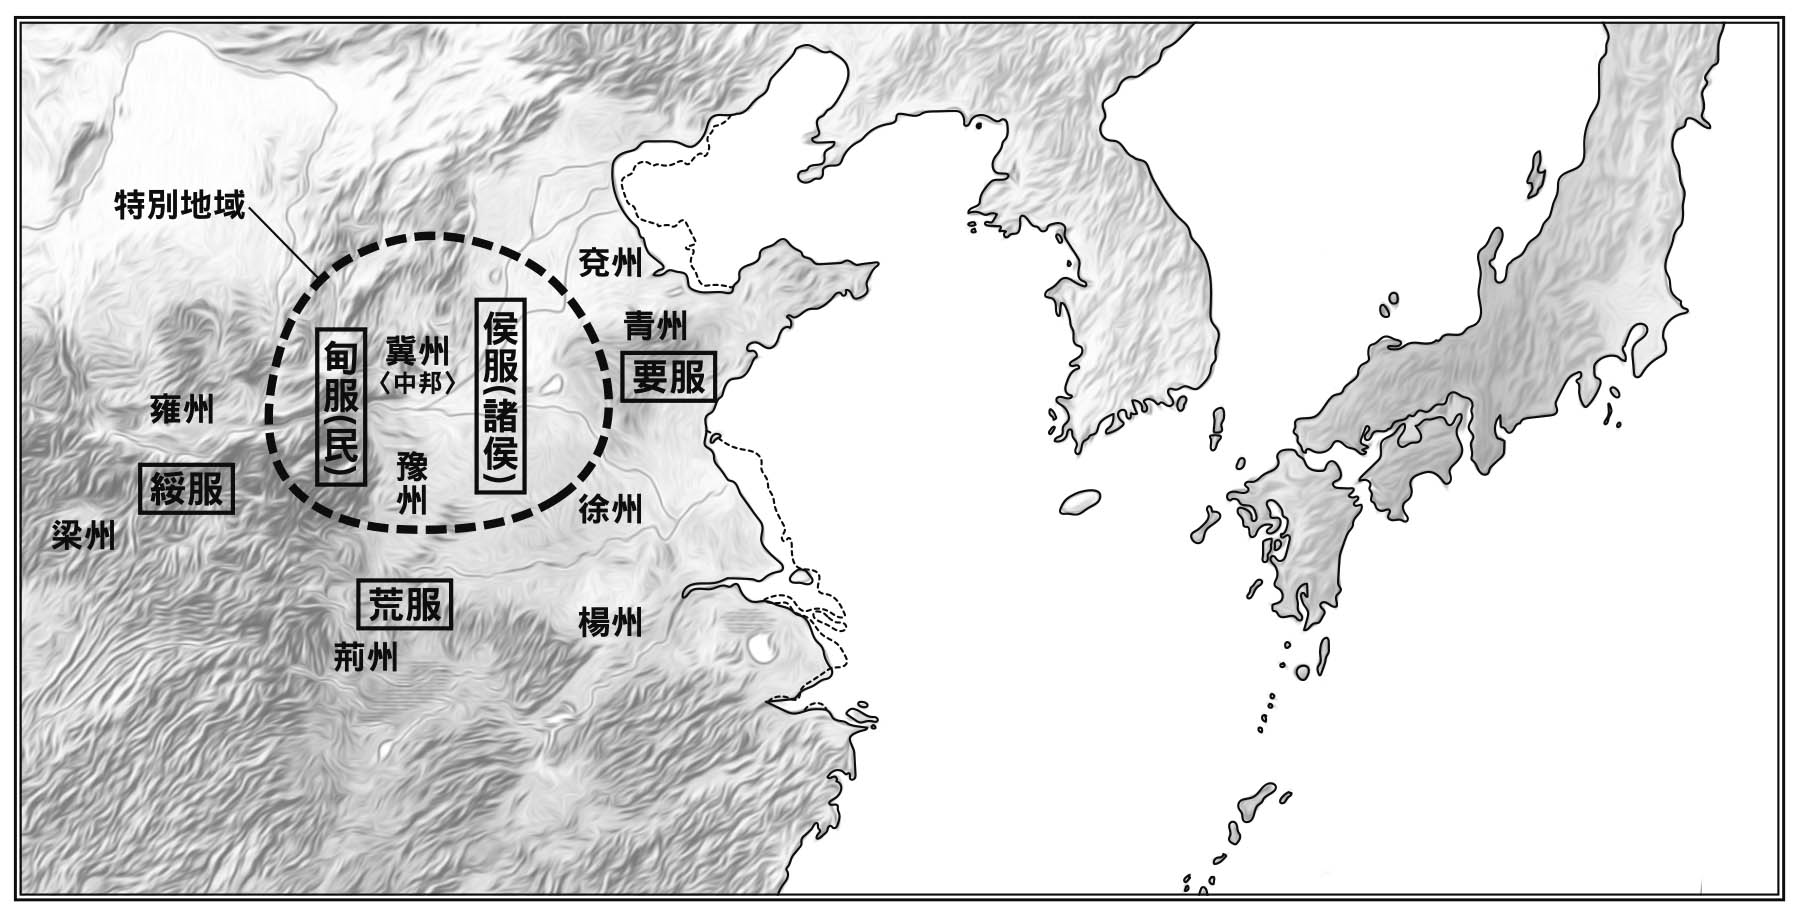 特別地域
兗州
青州
要服
冀州
〈中邦〉
甸服(民)
侯服(諸侯)
雍州
豫州
綏服
徐州
梁州
荒服
楊州
荊州